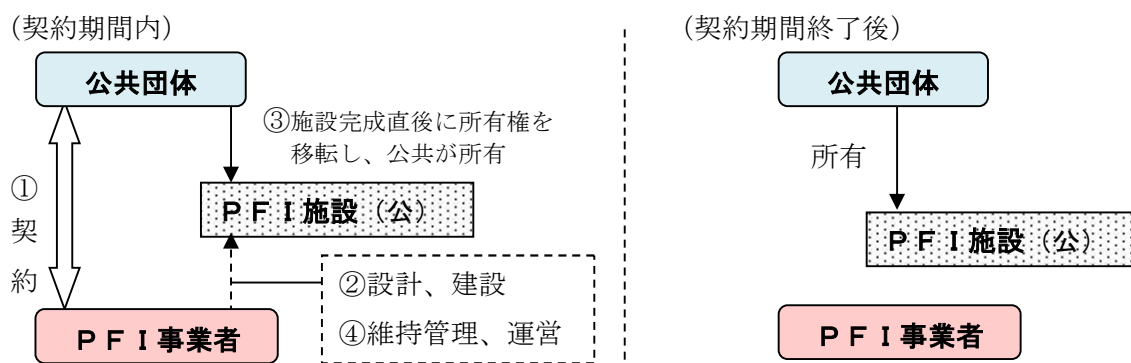 (契約期間内)
公共団体
③施設完成直後に所有権を
移転し、公共が所有
①
契
約
PFI施設(公)
②設計、建設
④維持管理、運営
PFI事業者
(契約期間終了後)
公共団体
所有
PFI施設(公)
PFI事業者